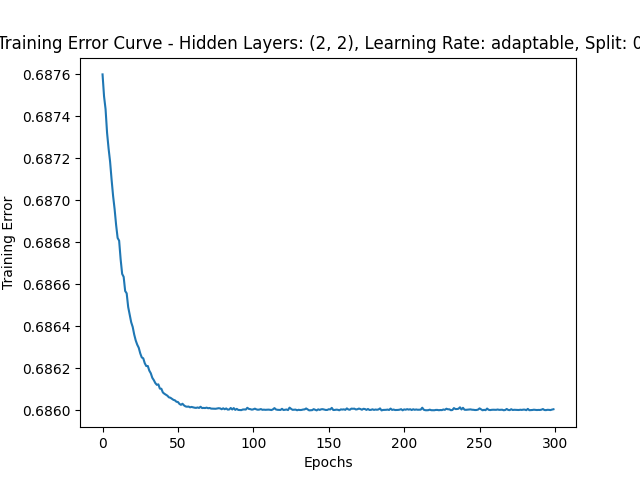 Training Error Curve - Hidden Layers: (2, 2), Learning Rate: adaptable, Split: 0
0.6876
0.6874
0.6872
0.6870
0.6868
0.6866
0.6864
0.6862
0.6860
Training Error
0 50 100 150 200 250 300
Epochs